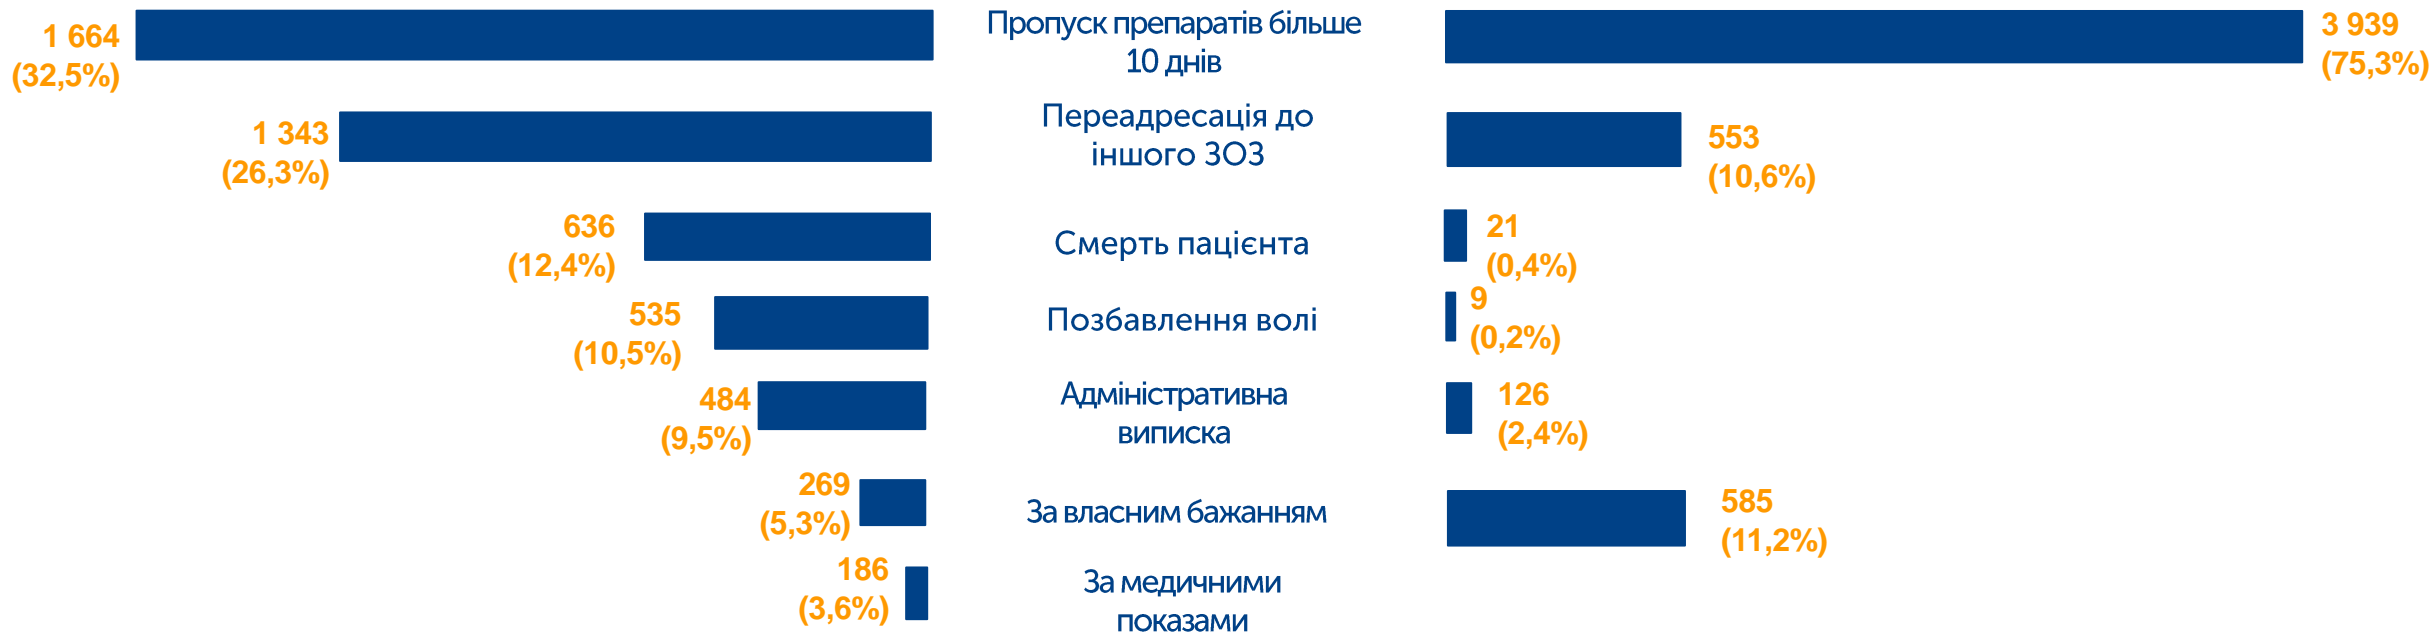 1 664
(32,5%)
Пропуск препаратів більше
10 днів
3 939
(75,3%)
1 343
(26,3%)
Переадресація до
іншого ЗОЗ
553
(10,6%)
636
(12,4%)
Смерть пацієнта
21
(0,4%)
535
(10,5%)
Позбавлення волі
9
(0,2%)
484
(9,5%)
Адміністративна
виписка
126
(2,4%)
269
(5,3%)
За власним бажанням
585
(11,2%)
186
(3,6%)
За медичними
показами